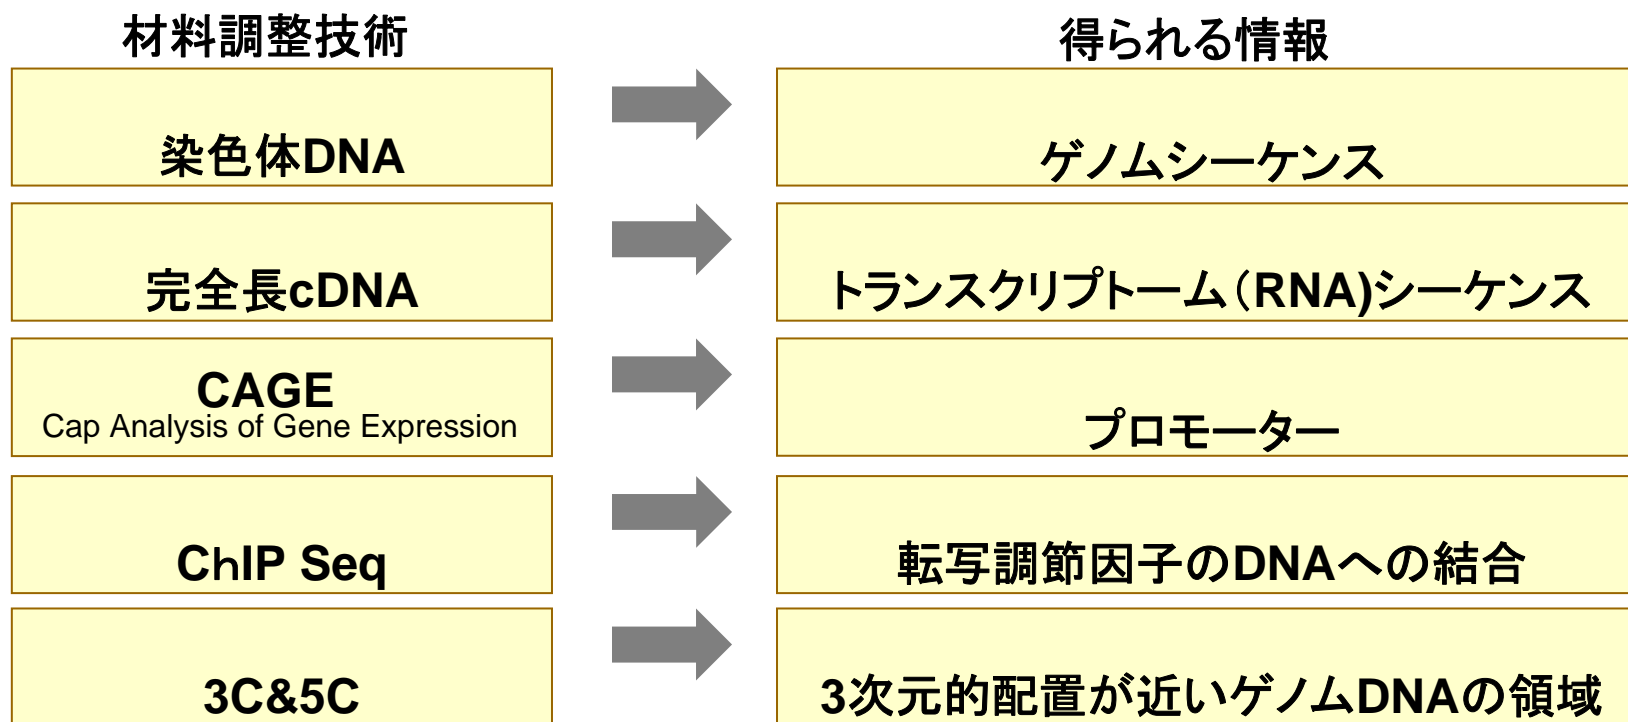 材料調整技術
得られる情報
染色体DNA
ゲノムシーケンス
完全長cDNA
トランスクリプトーム（RNA)シーケンス
CAGE
Cap Analysis of Gene Expression
プロモーター
ChIP Seq
転写調節因子のDNAへの結合
3C&5C
3次元的配置が近いゲノムDNAの領域